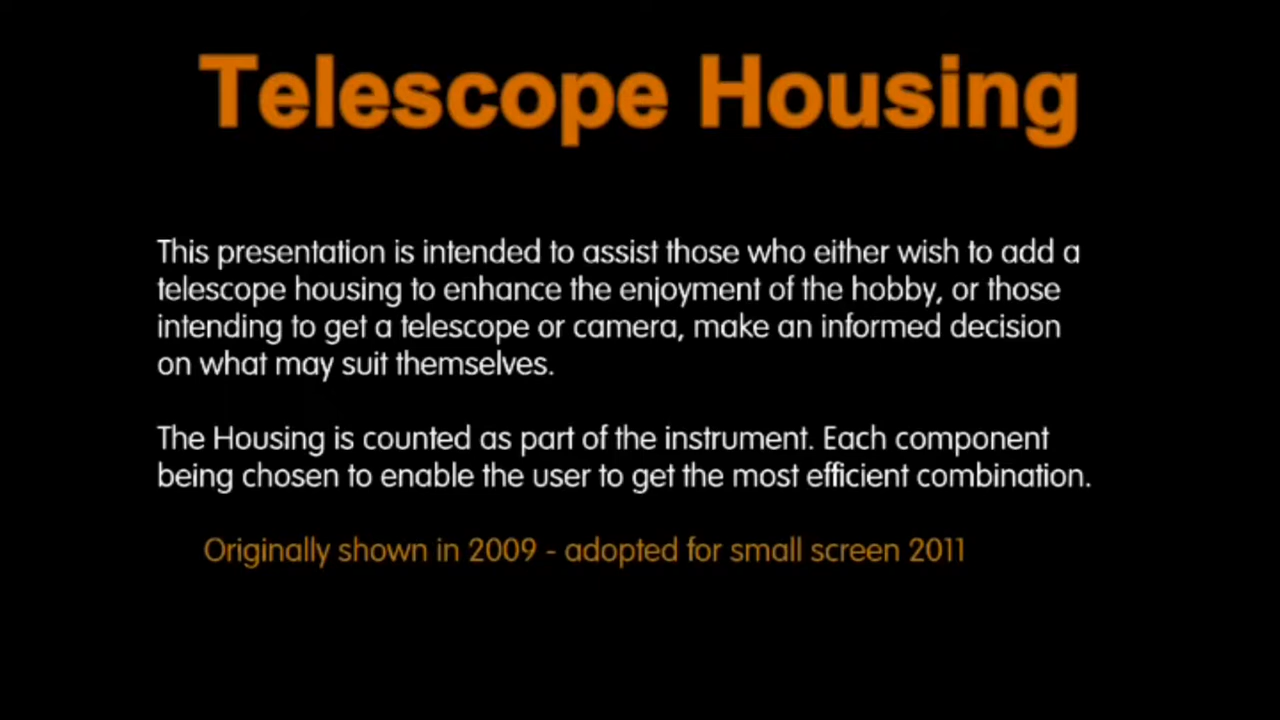 Telescope Housing
This presentation is intended to assist those who either wish to add a
telescope housing to enhance the enjoyment of the hobby, or those
intending to get a telescope or camera, make an informed decision
on what may suit themselves.
The Housing is counted as part of the instrument. Each component
being chosen to enable the user to get the most efficient combination.
Originally shown in 2009 - adopted for small screen 2011